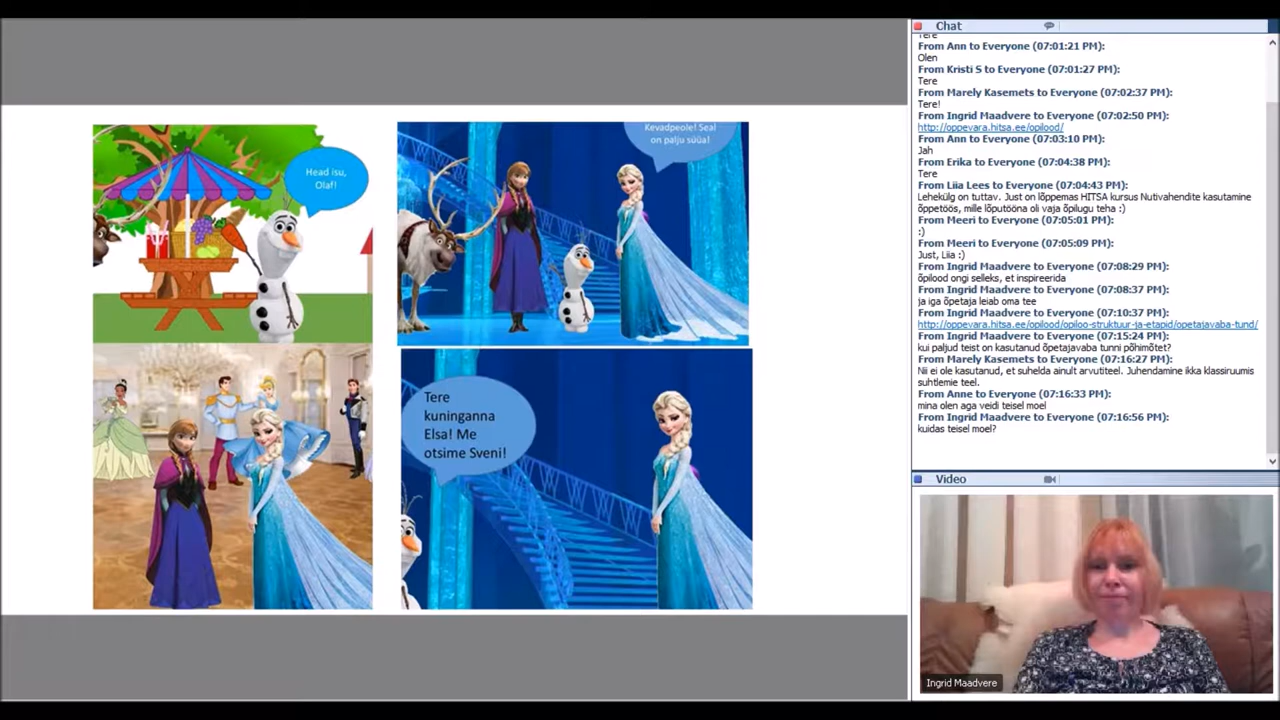 Head isu,
Olaf!
Kevadpeole! Seal
on palju süüa!
Tere
kuninganna
Elsa! Me
otsime Sveni!
Chat
Tere
From Ann to Everyone (07:01:21 PM):
Olen
From Kristi S to Everyone (07:01:27 PM):
Tere
From Marely Kasemets to Everyone (07:02:37 PM):
Tere!
From Ingrid Maadvere to Everyone (07:02:50 PM):
http://oppevara.hitsa.ee/opilood/
From Ann to Everyone (07:03:10 PM):
Jah
From Erika to Everyone (07:04:38 PM):
Tere
From Liia Lees to Everyone (07:04:43 PM):
Lehekülg on tuttav. Just on lõppemas HITSA kursus Nutivahendite kasutamine
õppetöös, mille lõputööna oli vaja õpilugu teha :)
From Meeri to Everyone (07:05:01 PM):
:)
From Meeri to Everyone (07:05:09 PM):
Just, Liia :)
From Ingrid Maadvere to Everyone (07:08:29 PM):
õpilood ongi selleks, et inspireerida
From Ingrid Maadvere to Everyone (07:08:37 PM):
ja iga õpetaja leiab oma tee
From Ingrid Maadvere to Everyone (07:10:37 PM):
http://oppevara.hitsa.ee/opilood/opiloo-struktuur-ja-etapid/opetajavaba-tund/
From Ingrid Maadvere to Everyone (07:15:24 PM):
kui paljud teist on kasutanud õpetajavaba tunni põhimõtet?
From Marely Kasemets to Everyone (07:16:27 PM):
Nii ei ole kasutanud, et suhelda ainult arvutiteel. Juhendamine ikka klassiruumis
suhtlemie teel.
From Anne to Everyone (07:16:33 PM):
mina olen aga veidi teisel moel
From Ingrid Maadvere to Everyone (07:16:56 PM):
kuidas teisel moel?
Video
Ingrid Maadvere